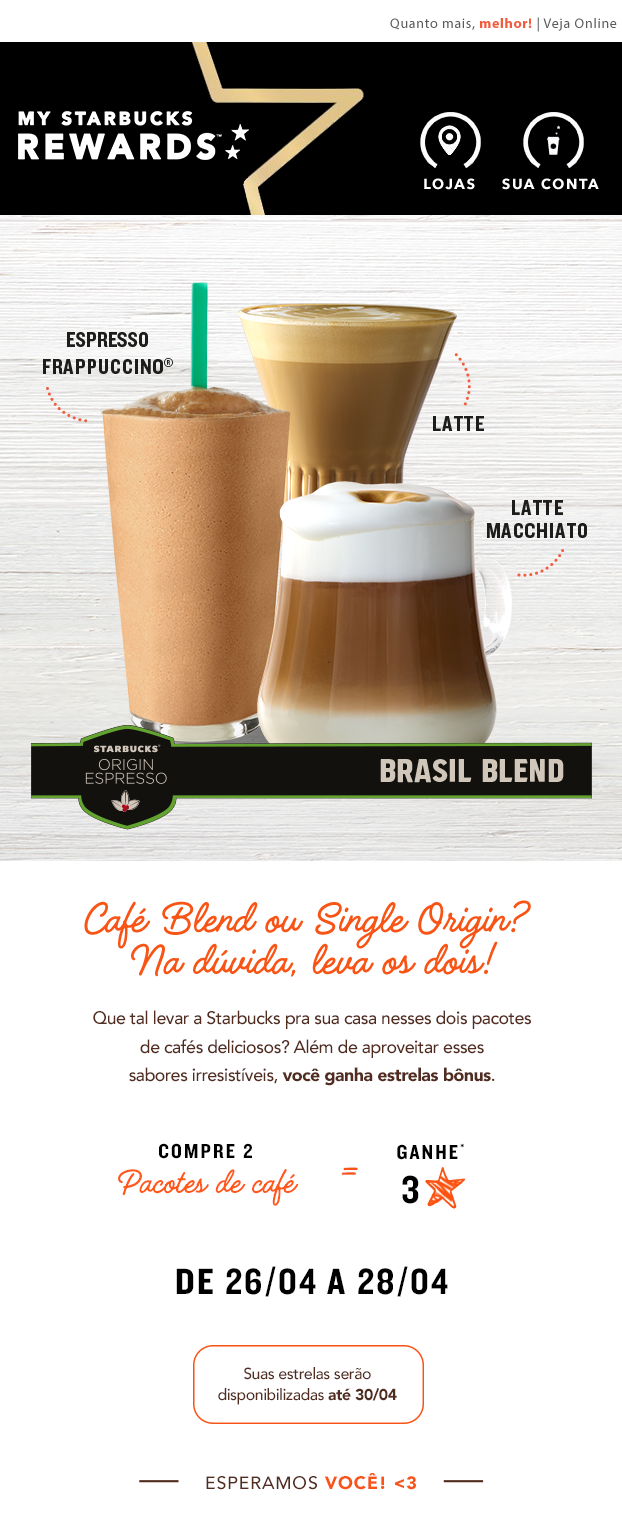 Quanto mais, melhor! | Veja Online
MY STARBUCKS
REWARDS™
LOJAS
SUA CONTA
ESPRESSO
FRAPPUCCINO®
LATTE
LATTE
MACCHIATO
STARBUCKS®
ORIGIN
ESPRESSO
BRASIL BLEND
Café Blend ou Single Origin?
Na dúvida, leva os dois!
Que tal levar a Starbucks pra sua casa nesses dois pacotes
de cafés deliciosos? Além de aproveitar esses
sabores irresistíveis, você ganha estrelas bônus.
COMPRE 2
Pacotes de café
=
GANHE*
3
DE 26/04 A 28/04
Suas estrelas serão
disponibilizadas até 30/04
ESPERAMOS VOCÊ! <3